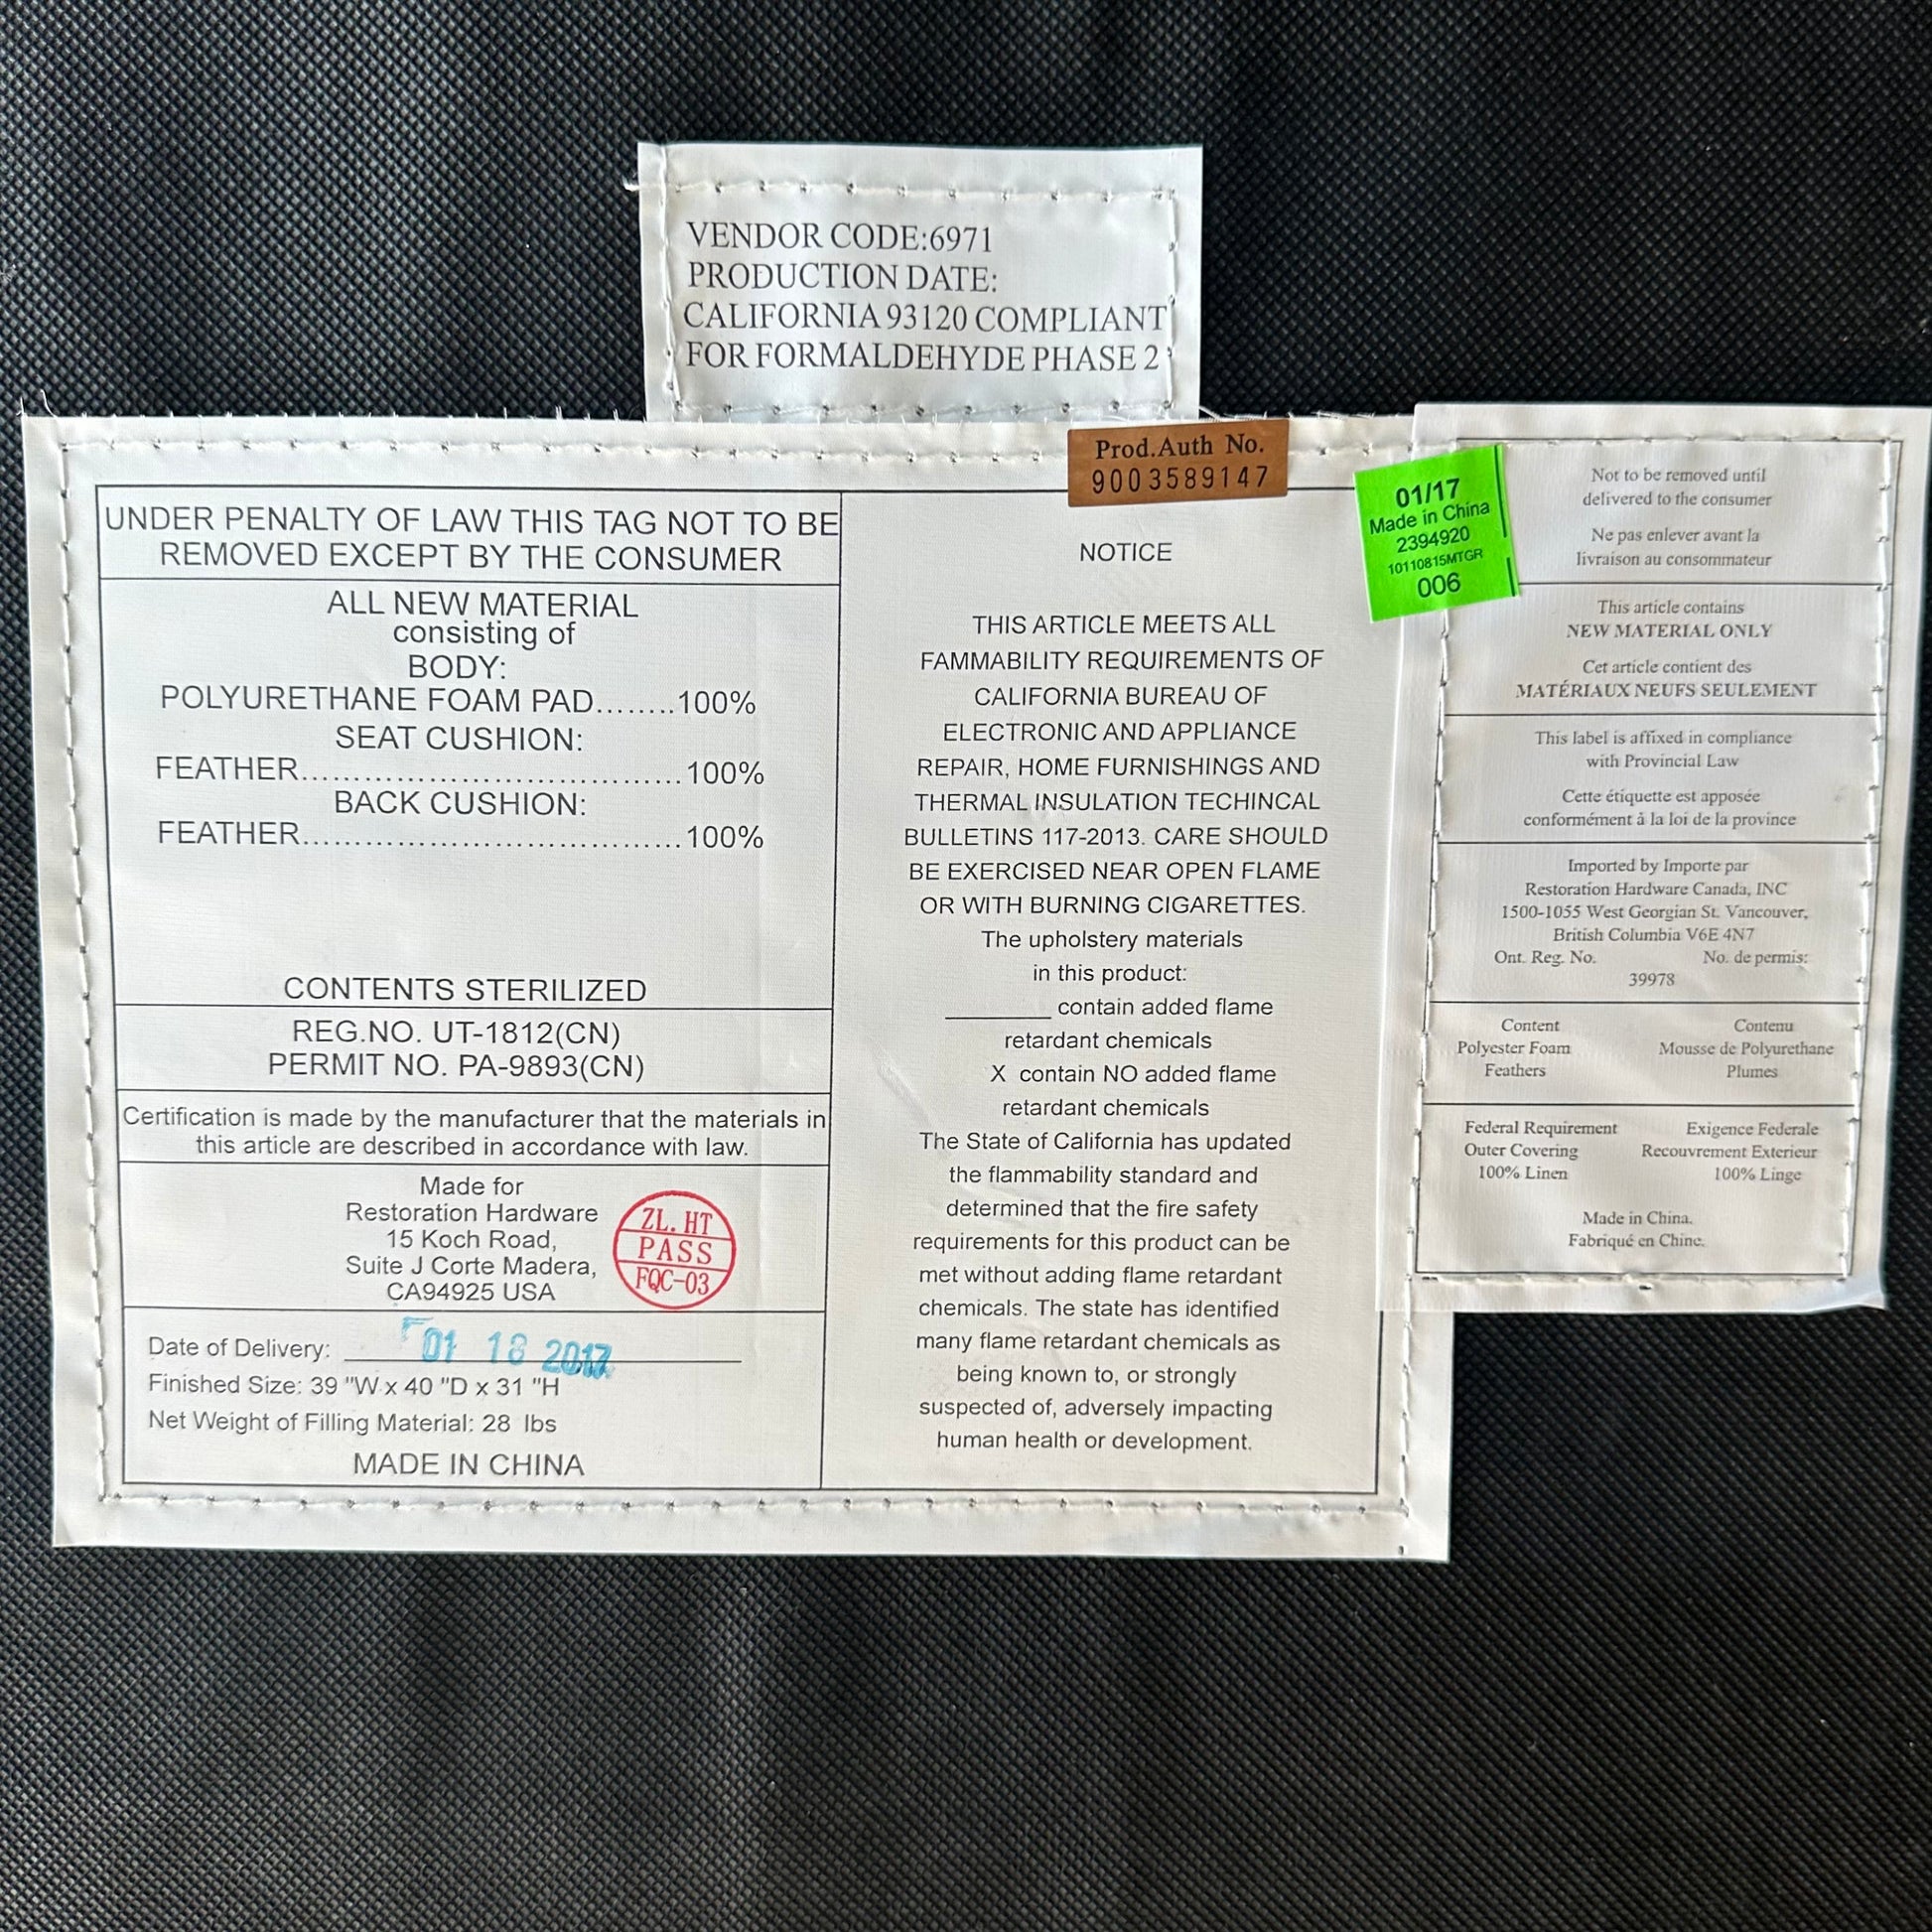 VENDOR CODE:6971
PRODUCTION DATE:
CALIFORNIA 93120 COMPLIANT
FOR FORMALDEHYDE PHASE 2
UNDER PENALTY OF LAW THIS TAG NOT TO BE
REMOVED EXCEPT BY THE CONSUMER
ALL NEW MATERIAL
consisting of
BODY:
POLYURETHANE FOAM PAD........100%
SEAT CUSHION:
FEATHER.....................................100%
BACK CUSHION:
FEATHER.....................................100%
CONTENTS STERILIZED
REG.NO. UT-1812(CN)
PERMIT NO. PA-9893(CN)
Certification is made by the manufacturer that the materials in
this article are described in accordance with law.
Made for
Restoration Hardware
15 Koch Road,
Suite J Corte Madera,
CA94925 USA
ZL. HT
PASS
FQC-03
Date of Delivery: 01 18 2017
Finished Size: 39 "W x 40 "D x 31 "H
Net Weight of Filling Material: 28 lbs
MADE IN CHINA
Prod.Auth No.
9003589147
NOTICE
THIS ARTICLE MEETS ALL
FAMMABILITY REQUIREMENTS OF
CALIFORNIA BUREAU OF
ELECTRONIC AND APPLIANCE
REPAIR, HOME FURNISHINGS AND
THERMAL INSULATION TECHINCAL
BULLETINS 117-2013. CARE SHOULD
BE EXERCISED NEAR OPEN FLAME
OR WITH BURNING CIGARETTES.
The upholstery materials
in this product:
________ contain added flame
retardant chemicals
X contain NO added flame
retardant chemicals
The State of California has updated
the flammability standard and
determined that the fire safety
requirements for this product can be
met without adding flame retardant
chemicals. The state has identified
many flame retardant chemicals as
being known to, or strongly
suspected of, adversely impacting
human health or development.
01/17
Made in China
2394920
10110815MTGR
006
Not to be removed until
delivered to the consumer
Ne pas enlever avant la
livraison au consommateur
This article contains
NEW MATERIAL ONLY
Cet article contient des
MATÉRIAUX NEUFS SEULEMENT
This label is affixed in compliance
with Provincial Law
Cette étiquette est apposée
conformément à la loi de la province
Imported by Importe par
Restoration Hardware Canada, INC
1500-1055 West Georgian St. Vancouver,
British Columbia V6E 4N7
Ont. Reg. No. No. de permis:
39978
Content Contenu
Polyester Foam Mousse de Polyurethane
Feathers Plumes
Federal Requirement Exigence Federale
Outer Covering Recouvrement Exterieur
100% Linen 100% Linge
Made in China.
Fabriqué en Chine.